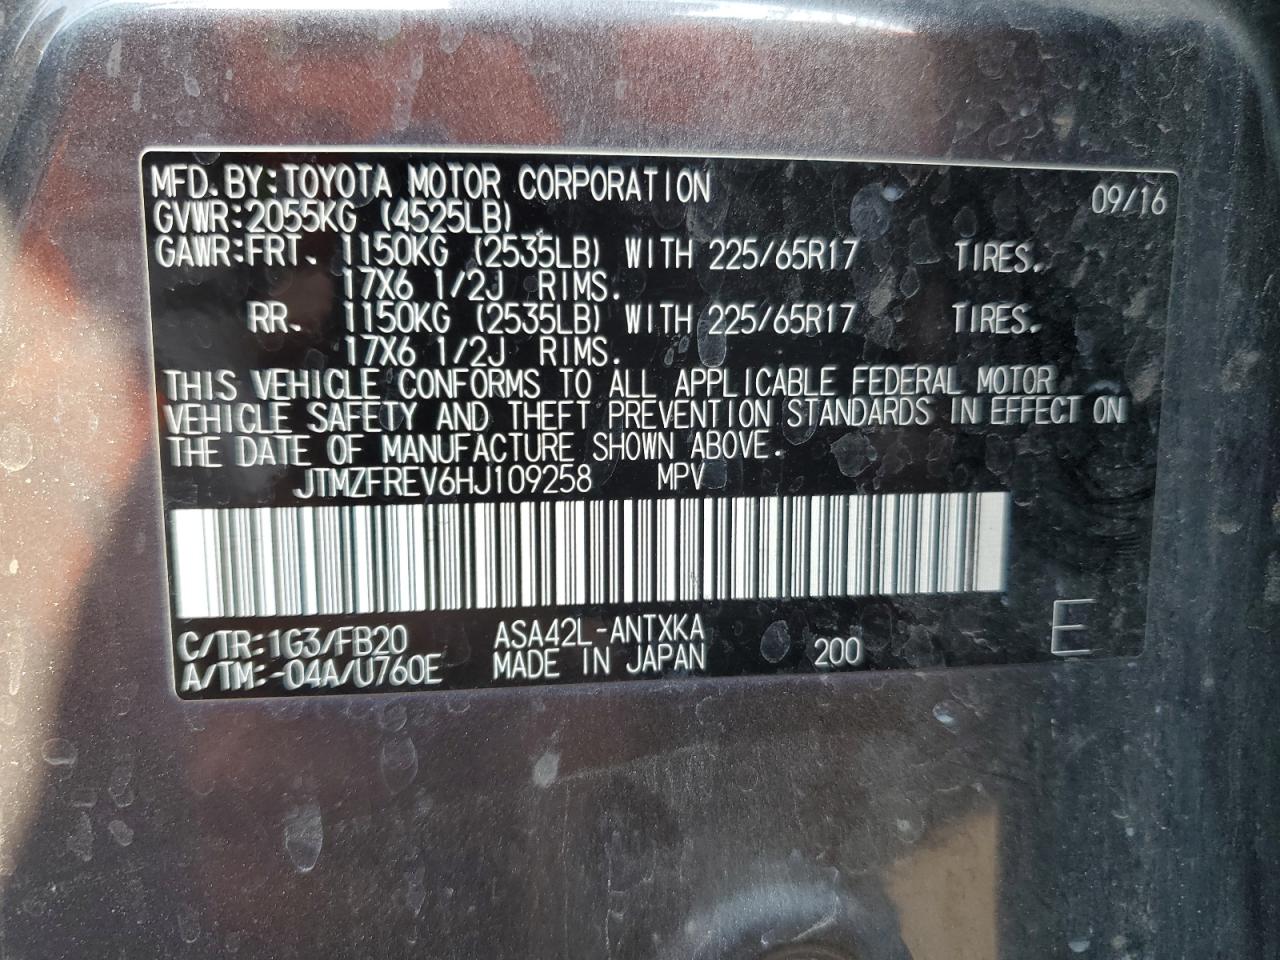 MFD.BY:TOYOTA MOTOR CORPORATION 09/16
GVWR:2055KG (4525LB)
GAWR:FRT. 1150KG (2535LB) WITH 225/65R17 TIRES.
17X6 1/2J RIMS.
RR. 1150KG (2535LB) WITH 225/65R17 TIRES.
17X6 1/2J RIMS.
THIS VEHICLE CONFORMS TO ALL APPLICABLE FEDERAL MOTOR
VEHICLE SAFETY AND THEFT PREVENTION STANDARDS IN EFFECT ON
THE DATE OF MANUFACTURE SHOWN ABOVE.
JTMZFREV6HJ109258 MPV
C/TR:1G3/FB20 ASA42L-ANTXKA 200 E
A/TM:-04A/U760E MADE IN JAPAN